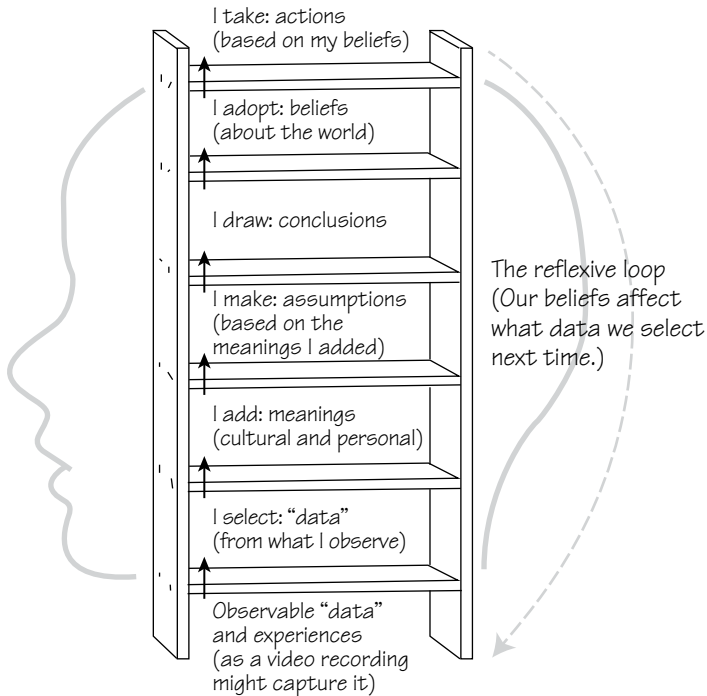 I take: actions
(based on my beliefs)
I adopt: beliefs
(about the world)
I draw: conclusions
I make: assumptions
(based on the
meanings I added)
I add: meanings
(cultural and personal)
I select: “data”
(from what I observe)
Observable “data”
and experiences
(as a video recording
might capture it)
The reflexive loop
(Our beliefs affect
what data we select
next time.)